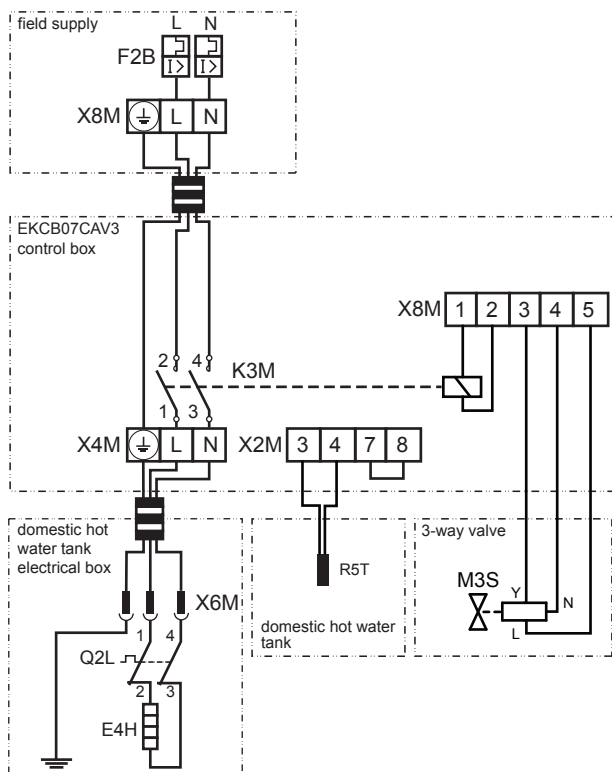 field supply
L N
F2B
I> I>
X8M L N
EKCB07CAV3
control box
X8M 1 2 3 4 5
2 4
K3M
1 3
X4M L N
X2M 3 4 7 8
domestic hot
water tank
electrical box
X6M
1 4
Q2L
2 3
E4H
R5T
domestic hot water
tank
3-way valve
M3S
Y
N
L